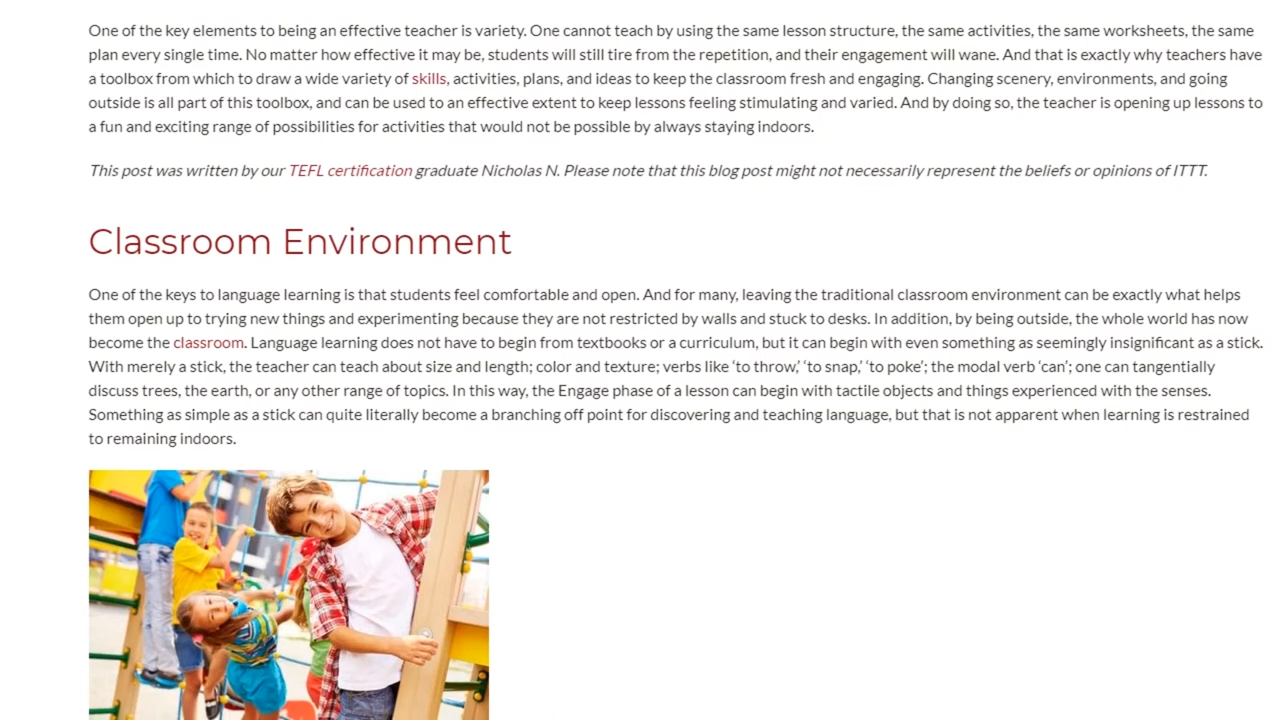 One of the key elements to being an effective teacher is variety. One cannot teach by using the same lesson structure, the same activities, the same worksheets, the same
plan every single time. No matter how effective it may be, students will still tire from the repetition, and their engagement will wane. And that is exactly why teachers have
a toolbox from which to draw a wide variety of skills, activities, plans, and ideas to keep the classroom fresh and engaging. Changing scenery, environments, and going
outside is all part of this toolbox, and can be used to an effective extent to keep lessons feeling stimulating and varied. And by doing so, the teacher is opening up lessons to
a fun and exciting range of possibilities for activities that would not be possible by always staying indoors.
This post was written by our TEFL certification graduate Nicholas N. Please note that this blog post might not necessarily represent the beliefs or opinions of ITTT.
Classroom Environment
One of the keys to language learning is that students feel comfortable and open. And for many, leaving the traditional classroom environment can be exactly what helps
them open up to trying new things and experimenting because they are not restricted by walls and stuck to desks. In addition, by being outside, the whole world has now
become the classroom. Language learning does not have to begin from textbooks or a curriculum, but it can begin with even something as seemingly insignificant as a stick.
With merely a stick, the teacher can teach about size and length; color and texture; verbs like ‘to throw,’ ‘to snap,’ ‘to poke’; the modal verb ‘can’; one can tangentially
discuss trees, the earth, or any other range of topics. In this way, the Engage phase of a lesson can begin with tactile objects and things experienced with the senses.
Something as simple as a stick can quite literally become a branching off point for discovering and teaching language, but that is not apparent when learning is restrained
to remaining indoors.